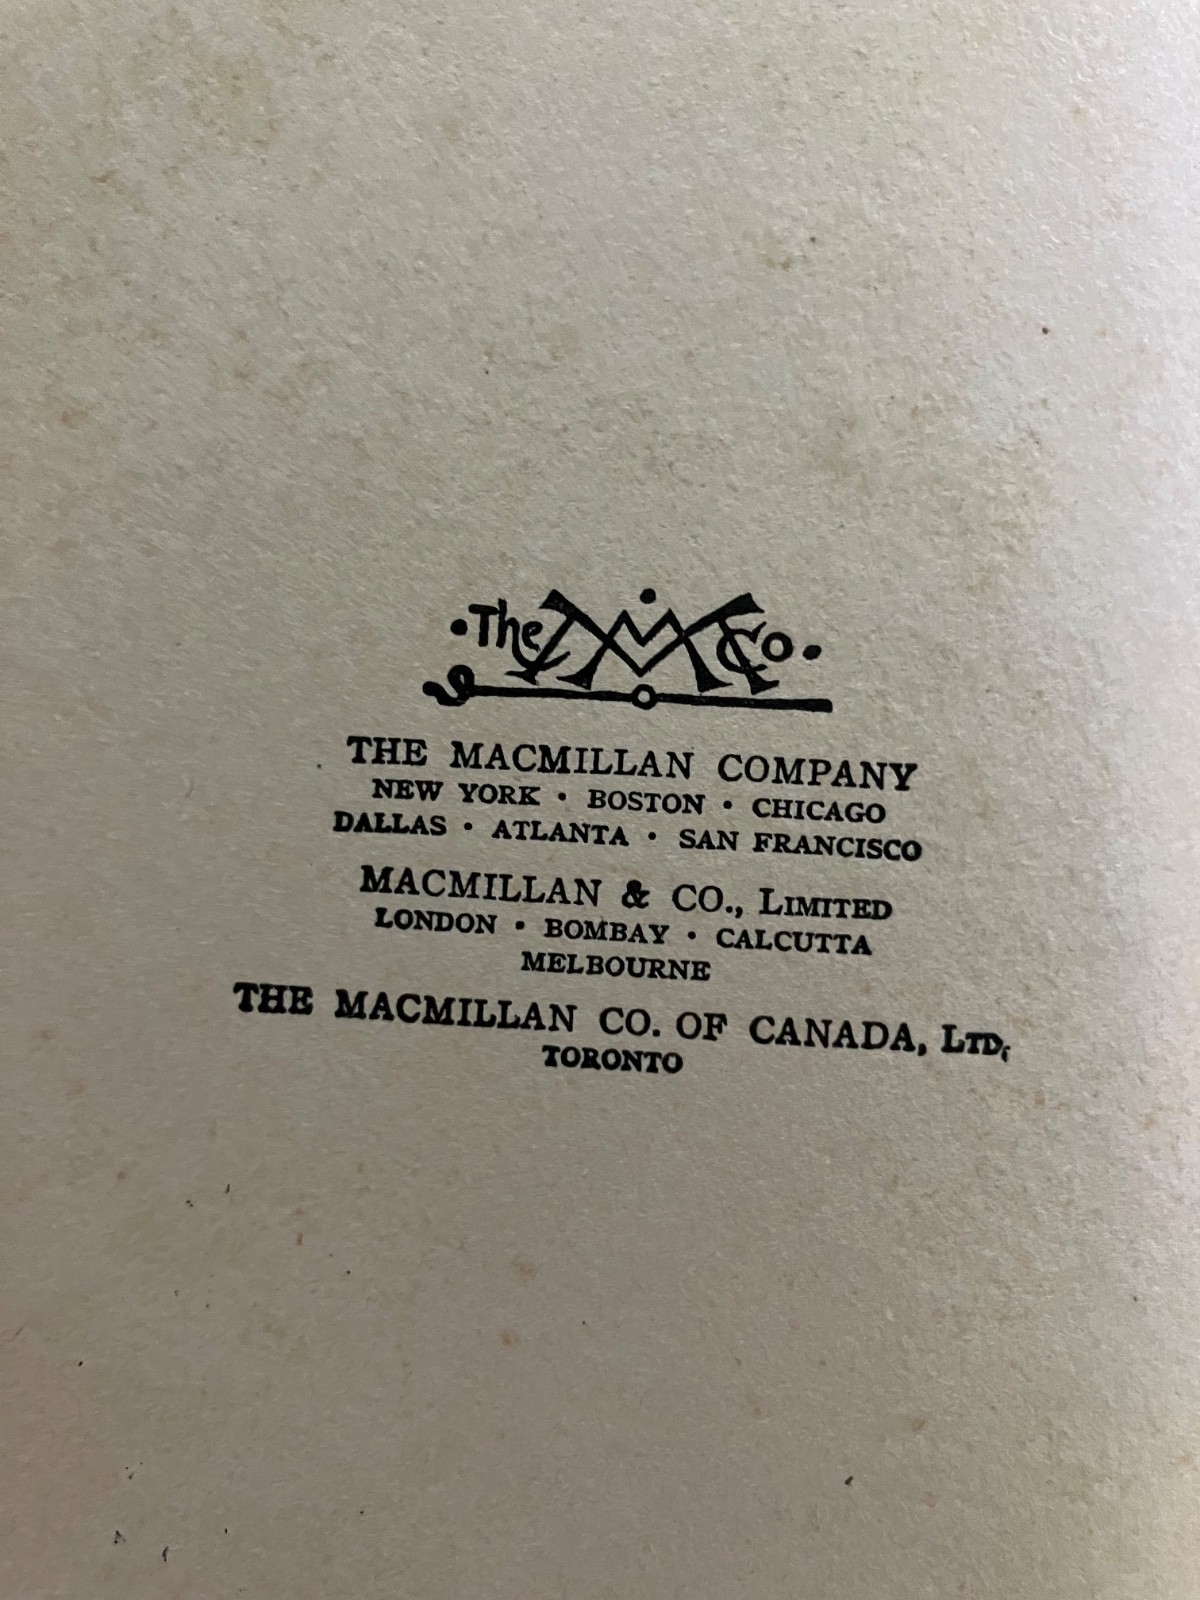 ·The MM Co·
THE MACMILLAN COMPANY
NEW YORK · BOSTON · CHICAGO
DALLAS · ATLANTA · SAN FRANCISCO
MACMILLAN & CO., LIMITED
LONDON · BOMBAY · CALCUTTA
MELBOURNE
THE MACMILLAN CO. OF CANADA, LTD.
TORONTO